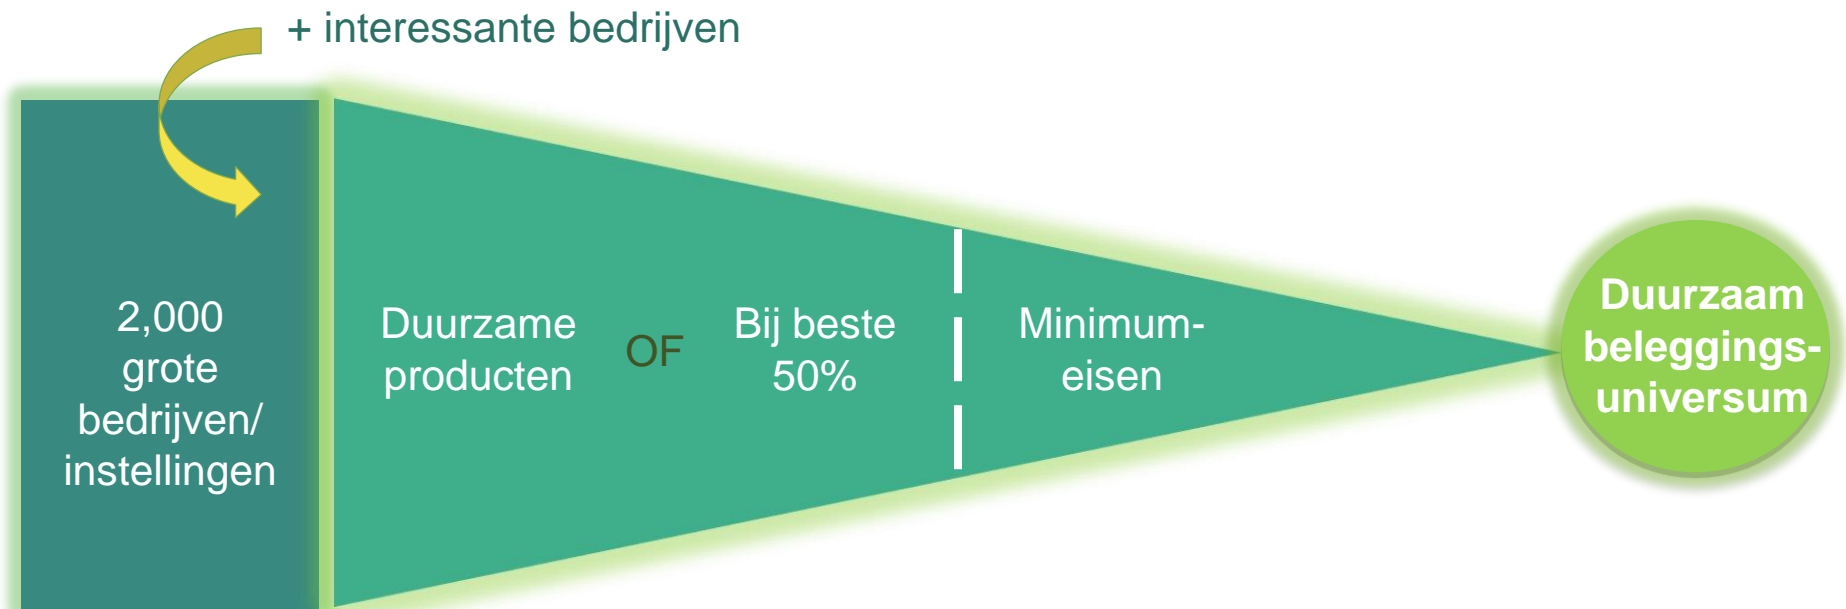 + interessante bedrijven
2,000
grote
bedrijven/
instellingen
Duurzame
producten
OF
Bij beste
50%
Minimum-
eisen
Duurzaam
beleggings-
universum